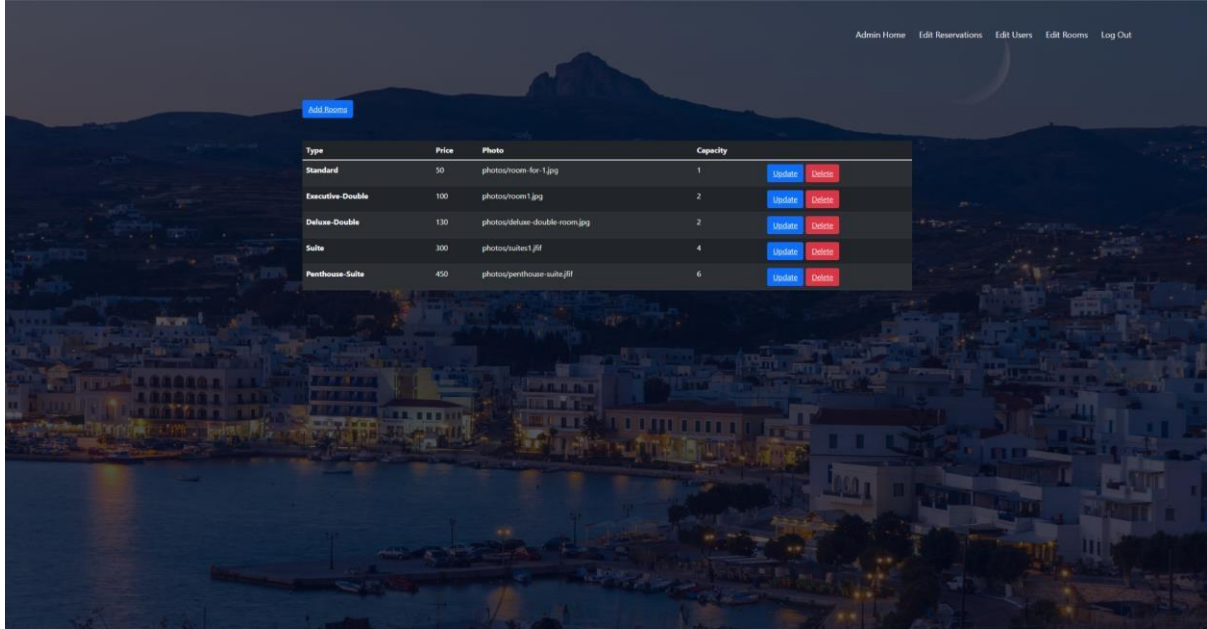 Admin Home Edit Reservations Edit Users Edit Rooms Log Out
Add Rooms
Type Price Photo Capacity
Standard 50 photos/room-for-1.jpg 1 Update Delete
Executive-Double 100 photos/room1.jpg 2 Update Delete
Deluxe-Double 130 photos/deluxe-double-room.jpg 2 Update Delete
Suite 300 photos/suites1.jfif 4 Update Delete
Penthouse-Suite 450 photos/penthouse-suite.jfif 6 Update Delete